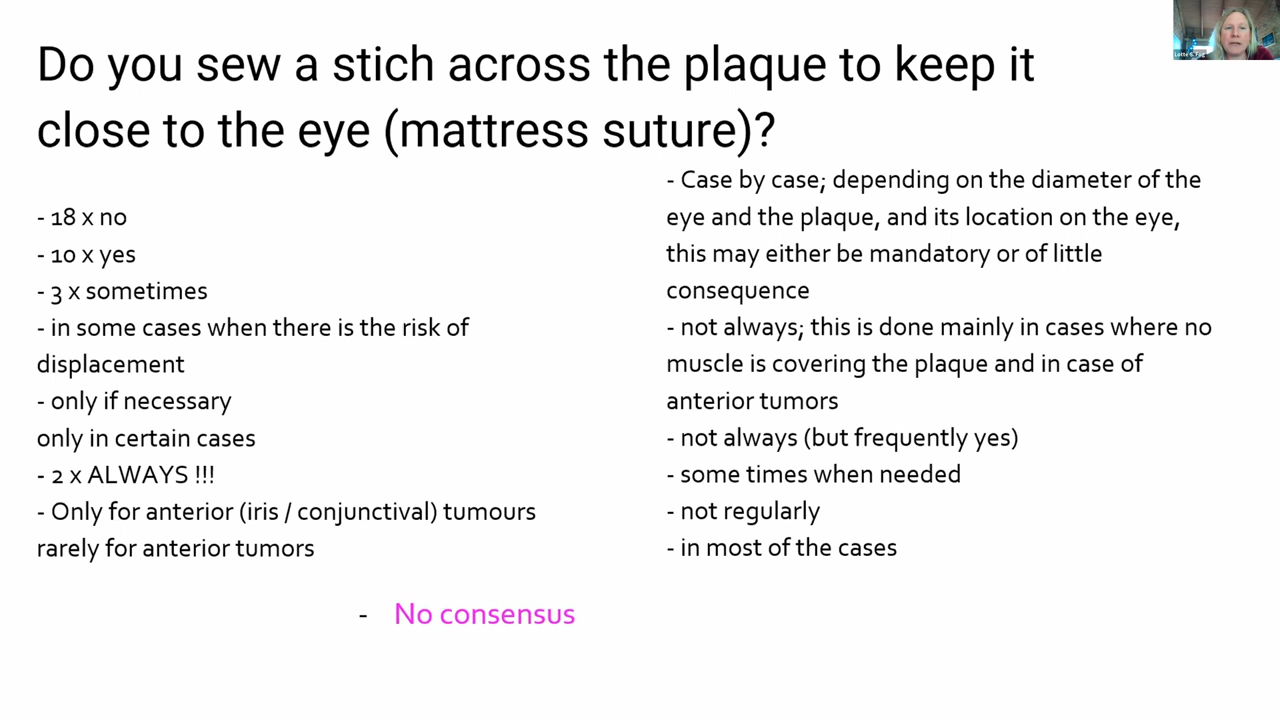 Do you sew a stich across the plaque to keep it
close to the eye (mattress suture)?
- 18 x no
- 10 x yes
- 3 x sometimes
- in some cases when there is the risk of
displacement
- only if necessary
only in certain cases
- 2 x ALWAYS !!!
- Only for anterior (iris / conjunctival) tumours
rarely for anterior tumors
- Case by case; depending on the diameter of the
eye and the plaque, and its location on the eye,
this may either be mandatory or of little
consequence
- not always; this is done mainly in cases where no
muscle is covering the plaque and in case of
anterior tumors
- not always (but frequently yes)
- some times when needed
- not regularly
- in most of the cases
- No consensus
Lotte S. Fog